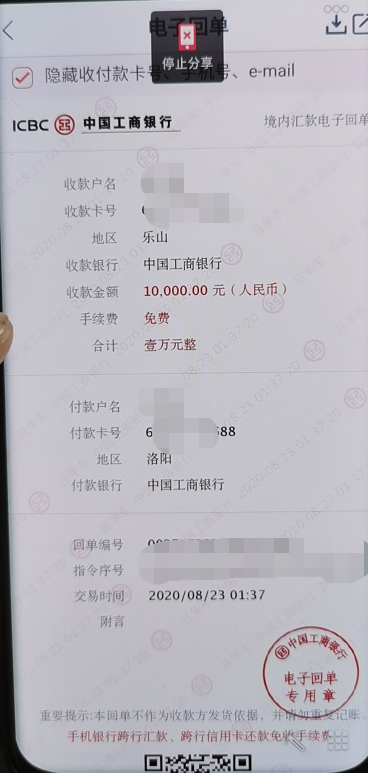 电子回单
停止分享
隐藏收付款卡号、手机号、e-mail
ICBC 中国工商银行
境内汇款电子回单
收款户名
收款卡号
地区 乐山
收款银行 中国工商银行
收款金额 10,000.00 元（人民币）
手续费 免费
合计 壹万元整
付款户名
付款卡号 6 688
地区 洛阳
付款银行 中国工商银行
回单编号
指令序号
交易时间 2020/08/23 01:37
附言
中国工商银行
电子回单
专用章
重要提示:本回单不作为收款方发货依据，并请勿重复记账。
手机银行跨行汇款、跨行信用卡还款免收手续费